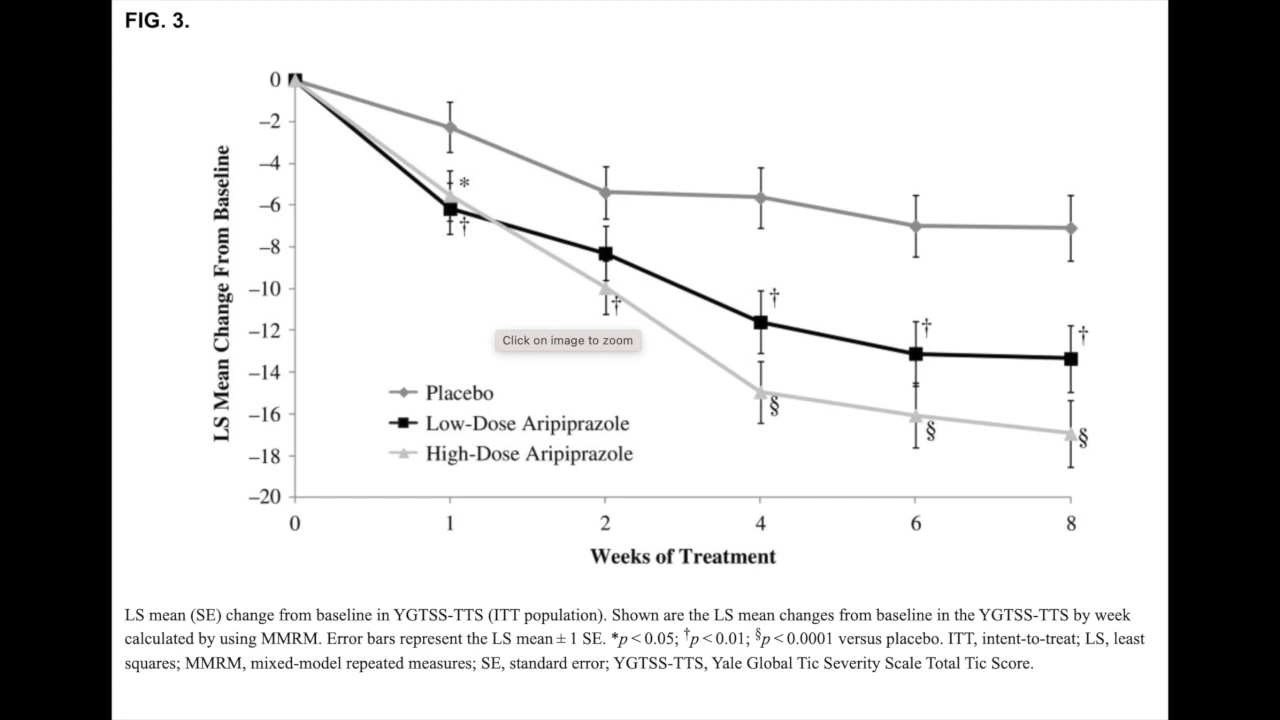 FIG. 3.
LS Mean Change From Baseline
0
–2
–4
–6
–8
–10
–12
–14
–16
–18
–20
*
†
†
†
§
†
§
†
§
Click on image to zoom
Placebo
Low-Dose Aripiprazole
High-Dose Aripiprazole
0 1 2 4 6 8
Weeks of Treatment
LS mean (SE) change from baseline in YGTSS-TTS (ITT population). Shown are the LS mean changes from baseline in the YGTSS-TTS by week
calculated by using MMRM. Error bars represent the LS mean ± 1 SE. *p < 0.05; †p < 0.01; §p < 0.0001 versus placebo. ITT, intent-to-treat; LS, least
squares; MMRM, mixed-model repeated measures; SE, standard error; YGTSS-TTS, Yale Global Tic Severity Scale Total Tic Score.